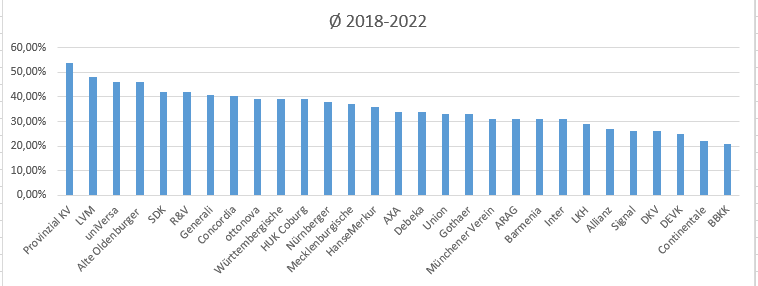 Ø 2018-2022
60,00%
50,00%
40,00%
30,00%
20,00%
10,00%
0,00%
Provinzial KV
LVM
uniVersa
Alte Oldenburger
SDK
R&V
Generali
Concordia
ottonova
Württembergische
HUK Coburg
Nürnberger
Mecklenburgische
HanseMerkur
AXA
Debeka
Union
Gothaer
Münchener Verein
ARAG
Barmenia
Inter
LKH
Allianz
Signal
DKV
DEVK
Continentale
BBKK